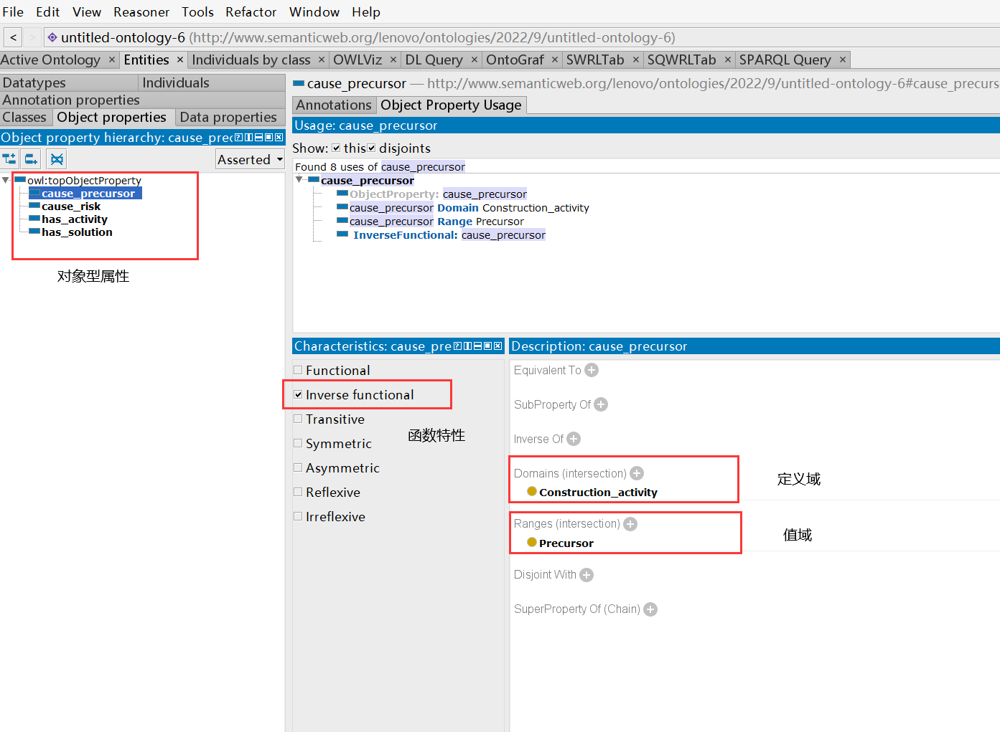 File Edit View Reasoner Tools Refactor Window Help
< > untitled-ontology-6 (http://www.semanticweb.org/lenovo/ontologies/2022/9/untitled-ontology-6)
Active Ontology × Entities × Individuals by class × OWLViz × DL Query × OntoGraf × SWRLTab × SQWRLTab × SPARQL Query ×
Datatypes Individuals
Annotation properties
Classes Object properties Data properties
Object property hierarchy: cause_prec
Asserted
owl:topObjectProperty
cause_precursor
cause_risk
has_activity
has_solution
对象型属性
cause_precursor — http://www.semanticweb.org/lenovo/ontologies/2022/9/untitled-ontology-6#cause_precurs
Annotations Object Property Usage
Usage: cause_precursor
Show: this disjoints
Found 8 uses of cause_precursor
cause_precursor
ObjectProperty: cause_precursor
cause_precursor Domain Construction_activity
cause_precursor Range Precursor
InverseFunctional: cause_precursor
Characteristics: cause_pre
Functional
Inverse functional
Transitive
Symmetric
Asymmetric
Reflexive
Irreflexive
函数特性
Description: cause_precursor
Equivalent To
SubProperty Of
Inverse Of
Domains (intersection)
Construction_activity
定义域
Ranges (intersection)
Precursor
值域
Disjoint With
SuperProperty Of (Chain)